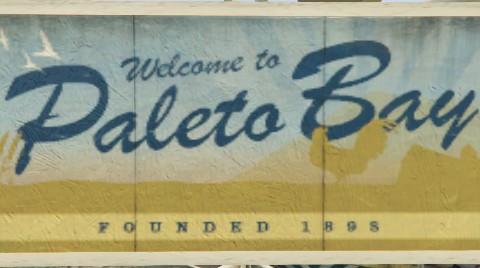 Welcome to
Paleto Bay
FOUNDED 1898